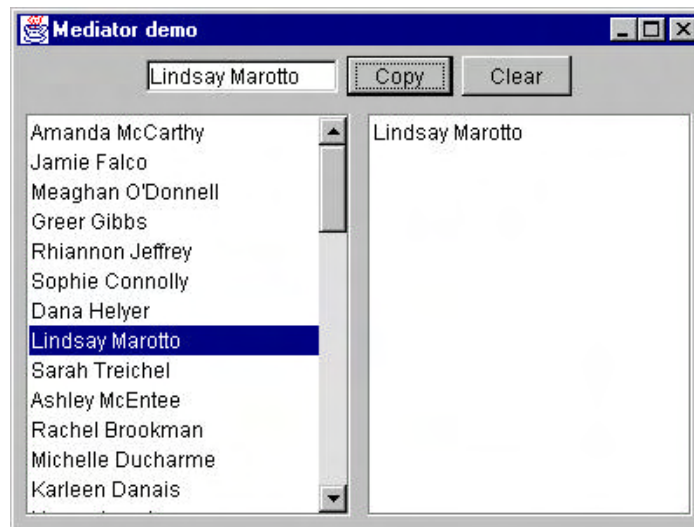 Mediator demo
Lindsay Marotto Copy Clear
Amanda McCarthy
Jamie Falco
Meaghan O'Donnell
Greer Gibbs
Rhiannon Jeffrey
Sophie Connolly
Dana Helyer
Lindsay Marotto
Sarah Treichel
Ashley McEntee
Rachel Brookman
Michelle Ducharme
Karleen Danais
Lindsay Marotto